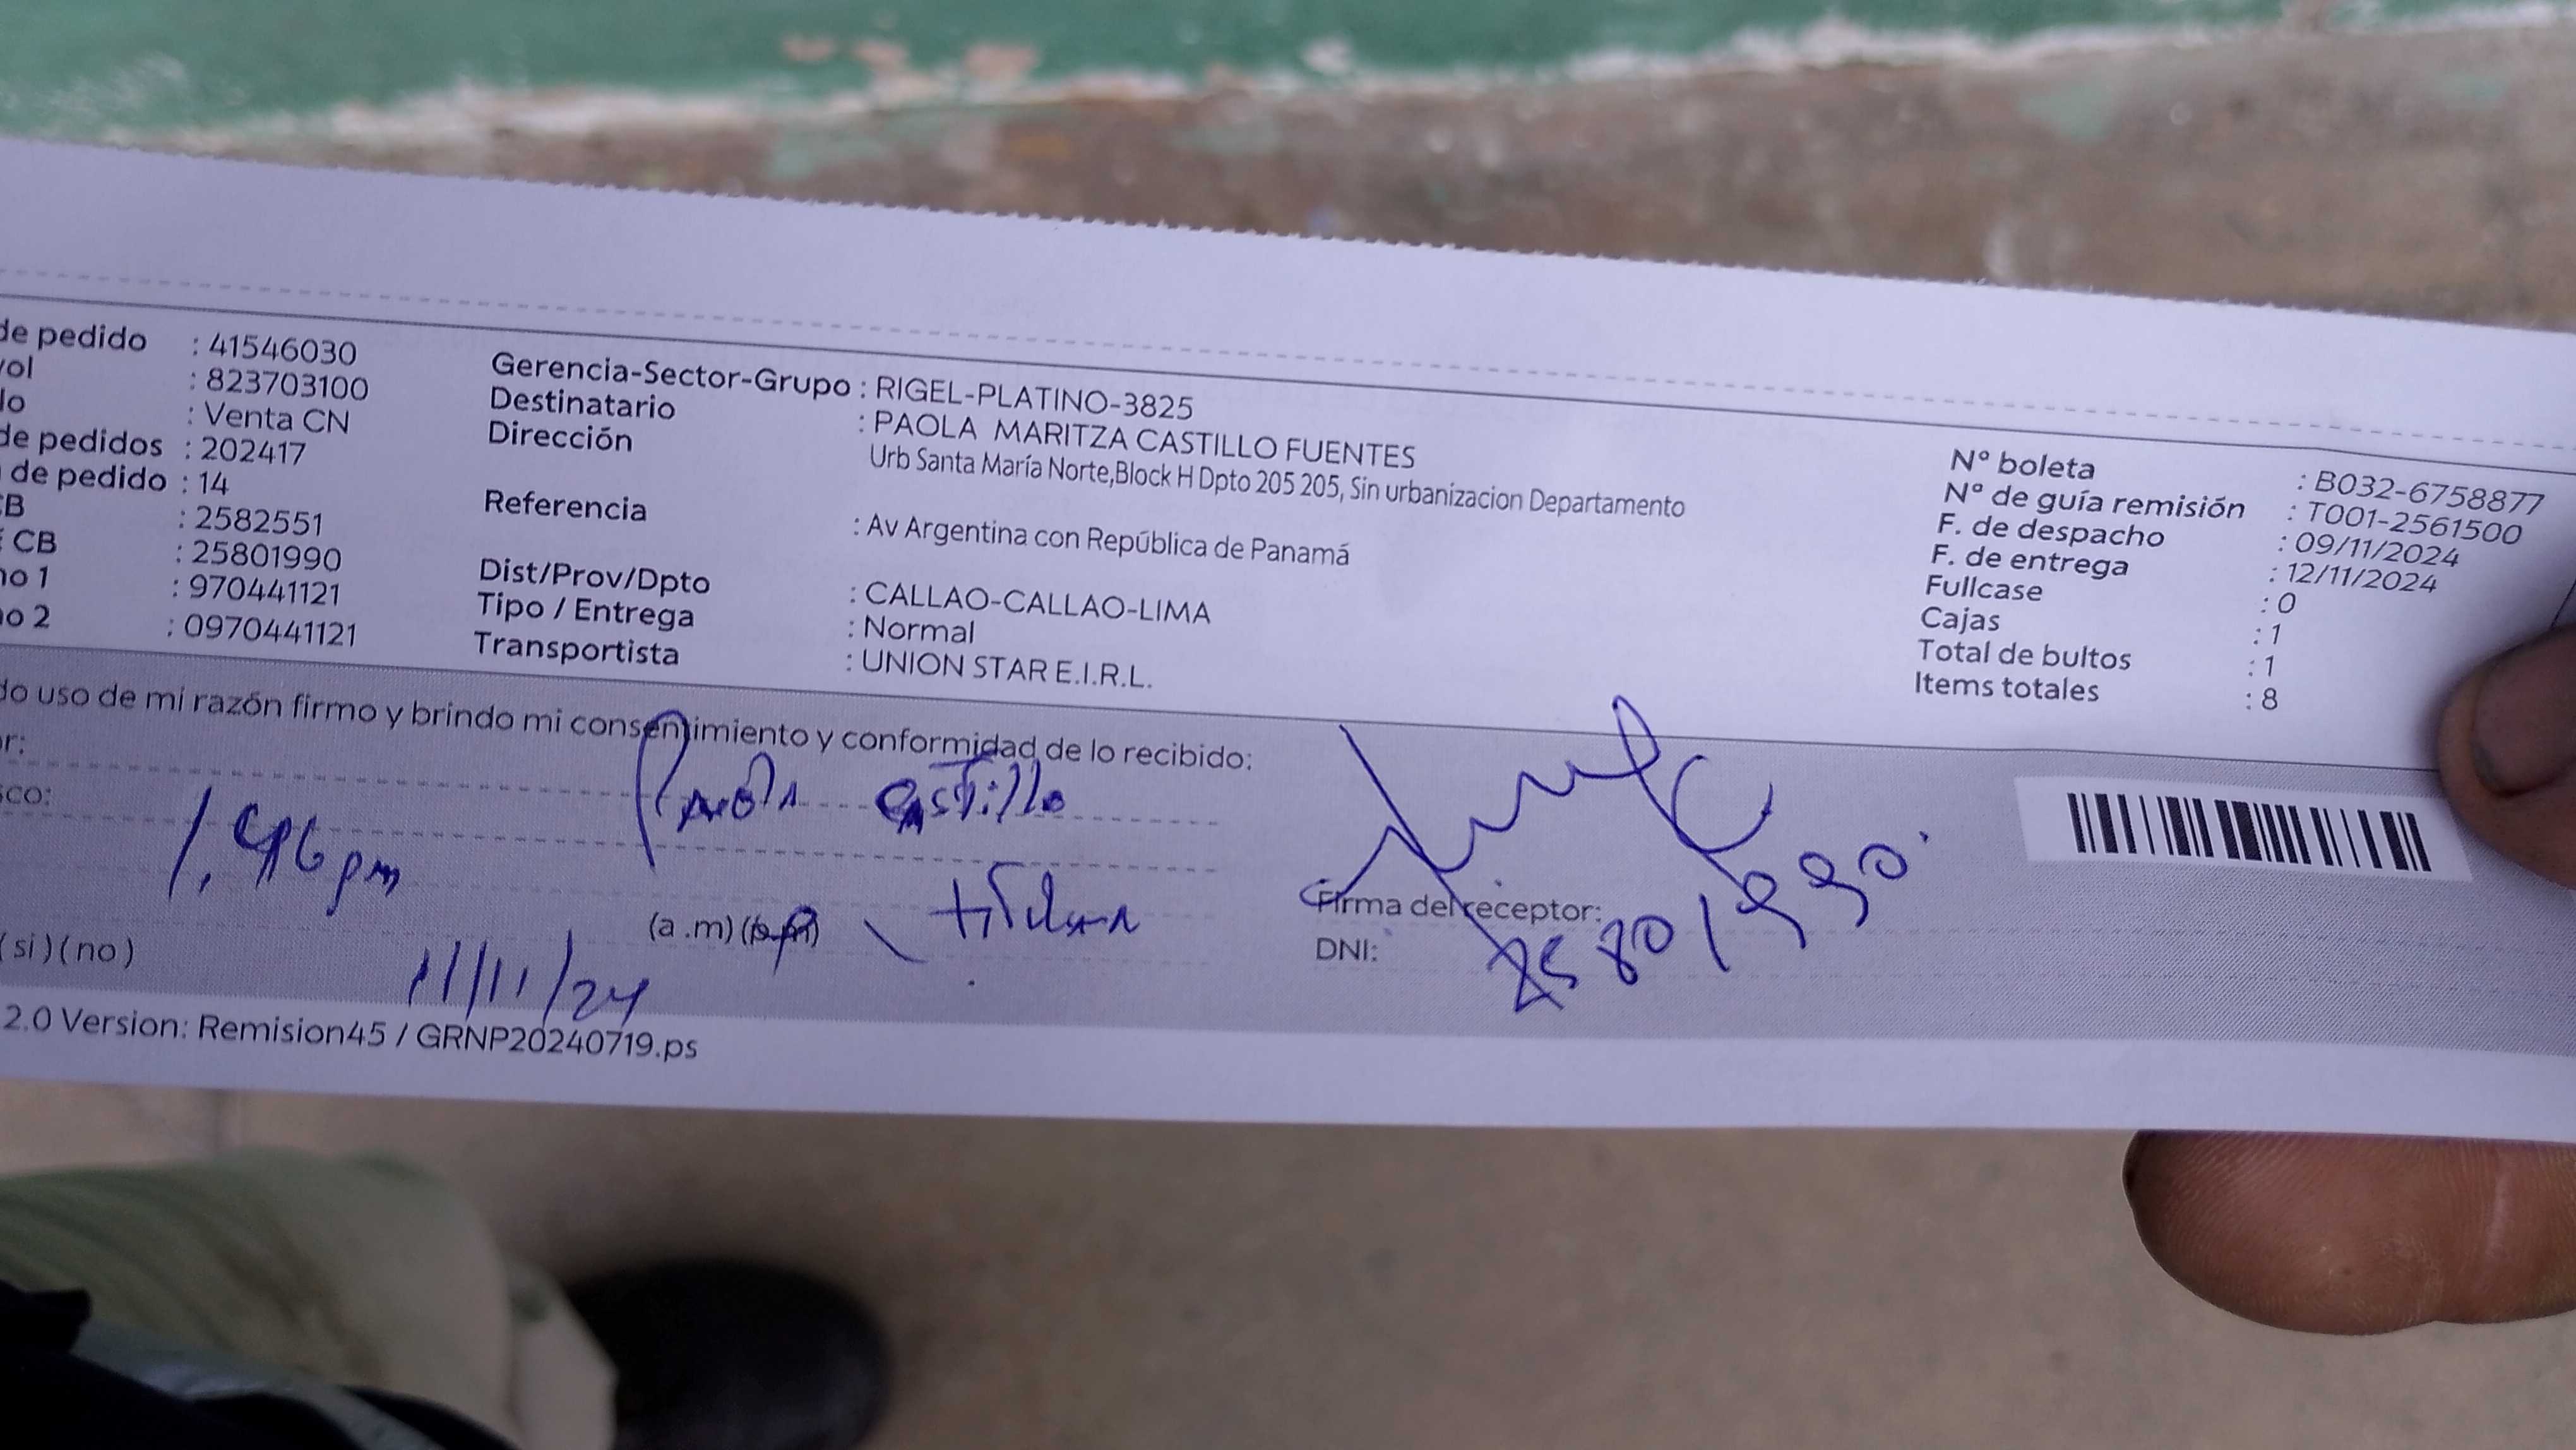 de pedido : 41546030
vol : 823703100
lo : Venta CN
de pedidos : 202417
de pedido : 14
CB : 2582551
CB : 25801990
no 1 : 970441121
no 2 : 0970441121
Gerencia-Sector-Grupo : RIGEL-PLATINO-3825
Destinatario : PAOLA MARITZA CASTILLO FUENTES
Dirección Urb Santa María Norte,Block H Dpto 205 205, Sin urbanizacion Departamento
Referencia : Av Argentina con República de Panamá
Dist/Prov/Dpto : CALLAO-CALLAO-LIMA
Tipo / Entrega : Normal
Transportista : UNION STAR E.I.R.L.
N° boleta : B032-6758877
N° de guía remisión : T001-2561500
F. de despacho : 09/11/2024
F. de entrega : 12/11/2024
Fullcase : 0
Cajas : 1
Total de bultos : 1
Items totales : 8
do uso de mi razón firmo y brindo mi consentimiento y conformidad de lo recibido:
or:
Paola Castillo
sco:
1,46 pm
(a .m) (p.m) titular
Firma del receptor:
DNI: 25801990.
(si) (no)
11/11/24
2.0 Version: Remision45 / GRNP20240719.ps